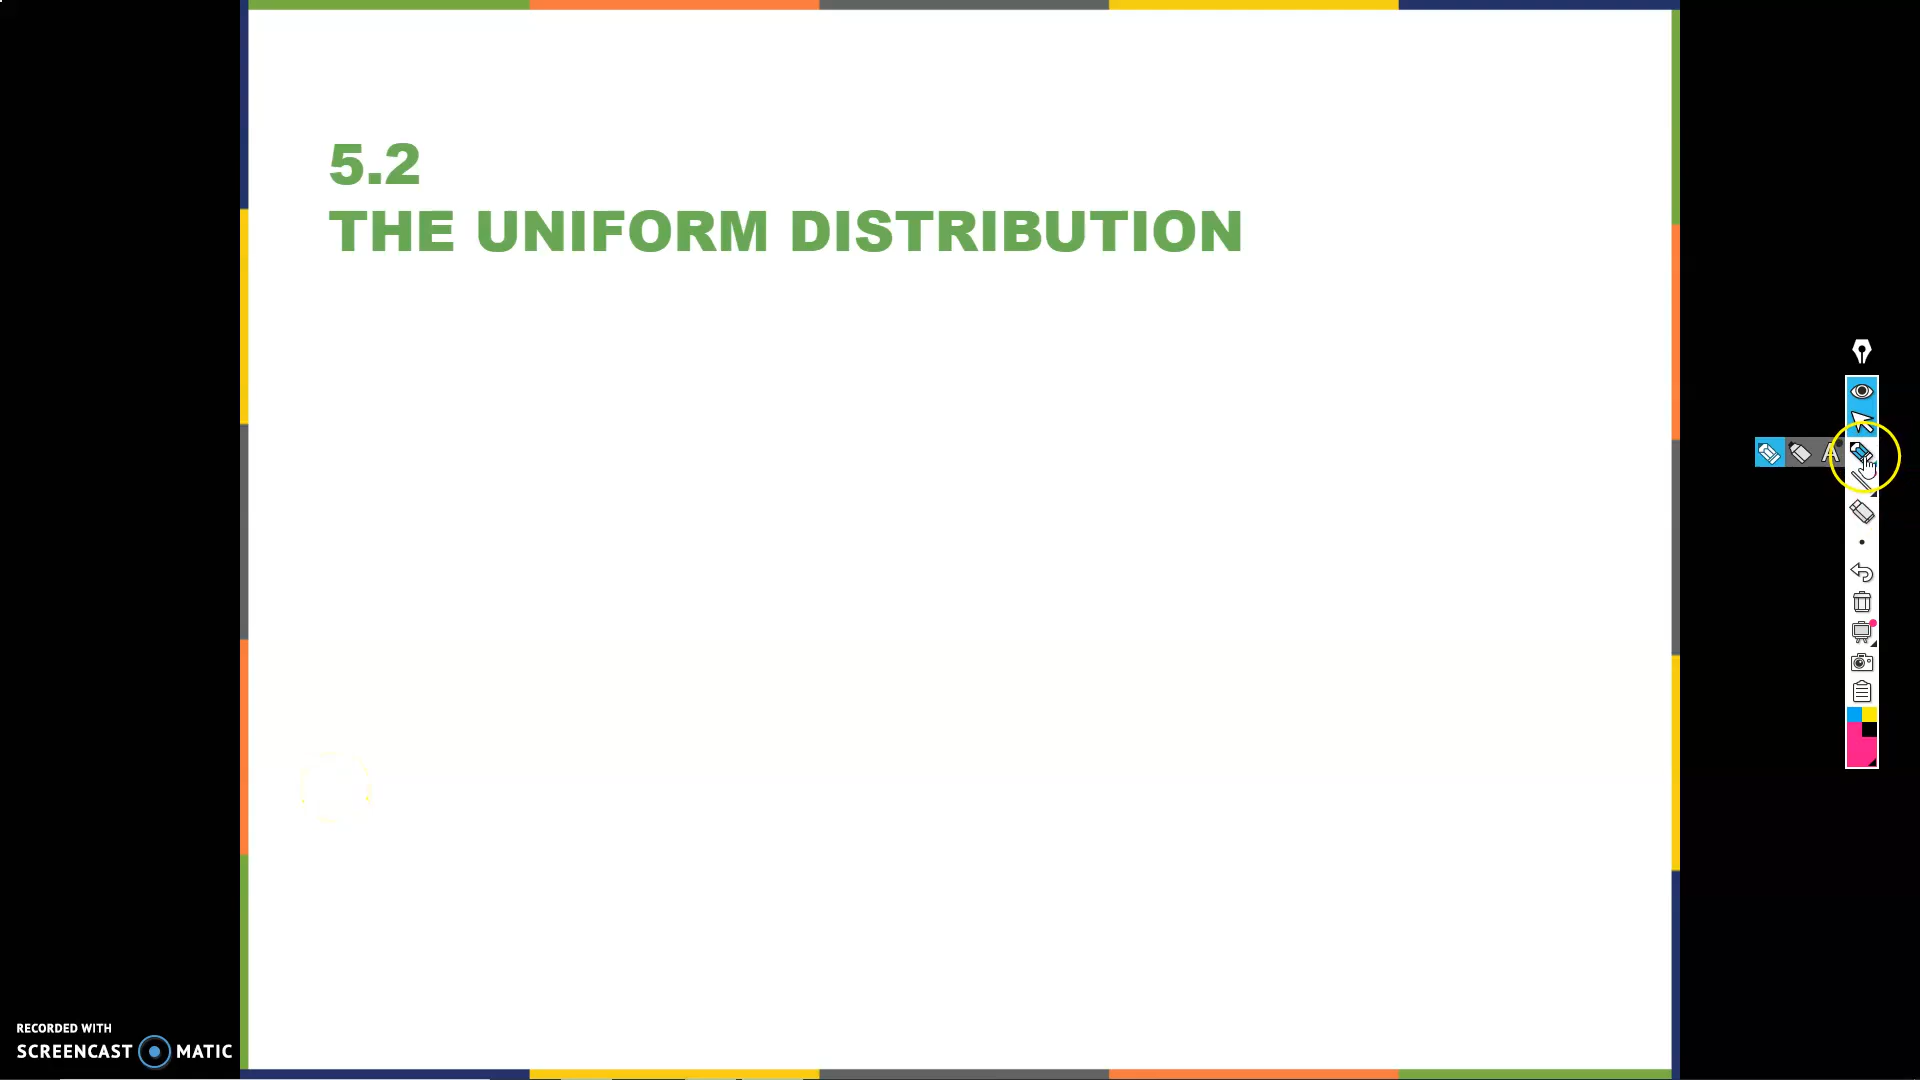 5.2
THE UNIFORM DISTRIBUTION
A
RECORDED WITH
SCREENCAST MATIC